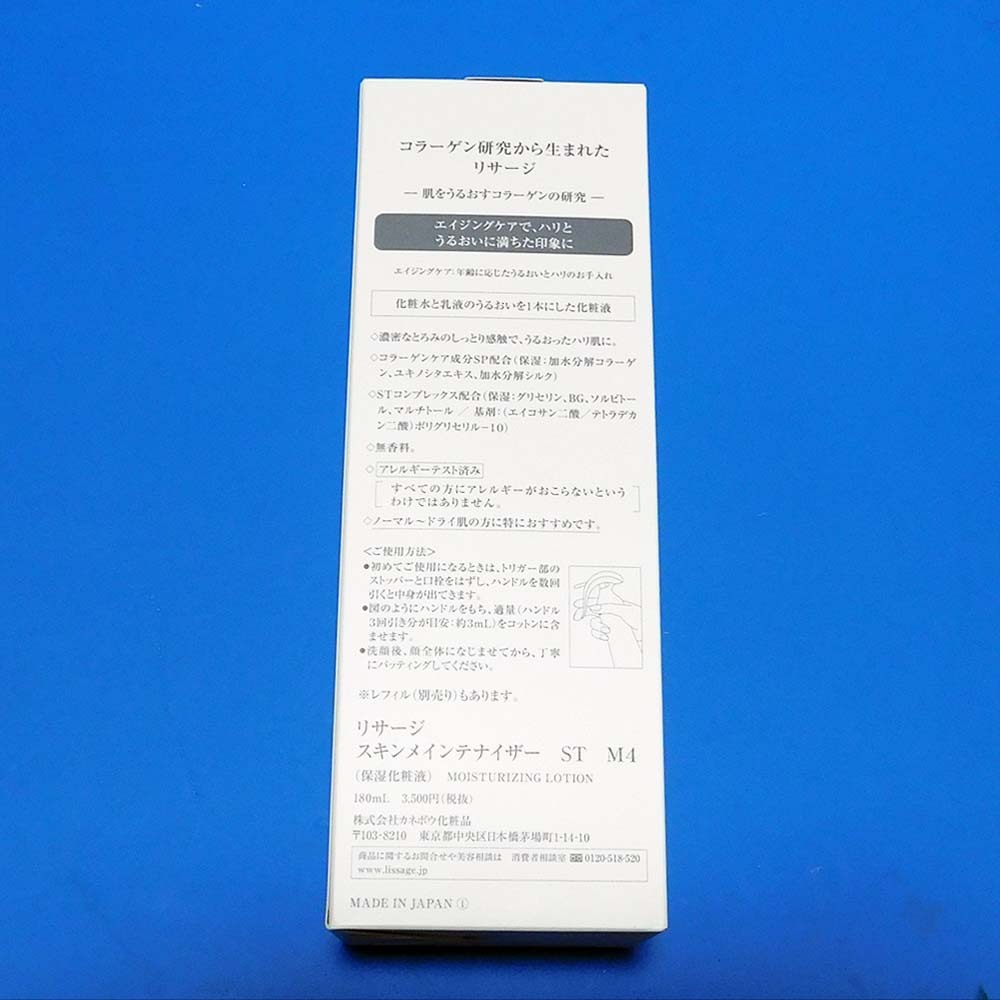 コラーゲン研究から生まれた
リサージ
― 肌をうるおすコラーゲンの研究 ―
エイジングケアで、ハリと
うるおいに満ちた印象に
エイジングケア:年齢に応じたうるおいとハリのお手入れ
化粧水と乳液のうるおいを1本にした化粧液
◇濃密なとろみのしっとり感触で、うるおったハリ肌に。
◇コラーゲンケア成分SP配合(保湿:加水分解コラーゲ
ン、ユキノシタエキス、加水分解シルク)
◇STコンプレックス配合(保湿:グリセリン、BG、ソルビトー
ル、マルチトール / 基剤:(エイコサン二酸/テトラデカ
ン二酸)ポリグリセリル-10)
◇無香料。
◇アレルギーテスト済み
[すべての方にアレルギーがおこらないという
わけではありません。]
◇ノーマル〜ドライ肌の方に特におすすめです。
<ご使用方法>
●初めてご使用になるときは、トリガー部の
ストッパーと口栓をはずし、ハンドルを数回
引くと中身が出てきます。
●図のようにハンドルをもち、適量(ハンドル
3回引き分が目安:約3mL)をコットンに含
ませます。
●洗顔後、顔全体になじませてから、丁寧
にパッティングしてください。
※レフィル(別売り)もあります。
リサージ
スキンメインテナイザー ST M4
(保湿化粧液) MOISTURIZING LOTION
180mL 3,500円(税抜)
株式会社カネボウ化粧品
〒103-8210 東京都中央区日本橋茅場町1-14-10
商品に関するお問合せや美容相談は 消費者相談室 0120-518-520
www.lissage.jp
MADE IN JAPAN ①